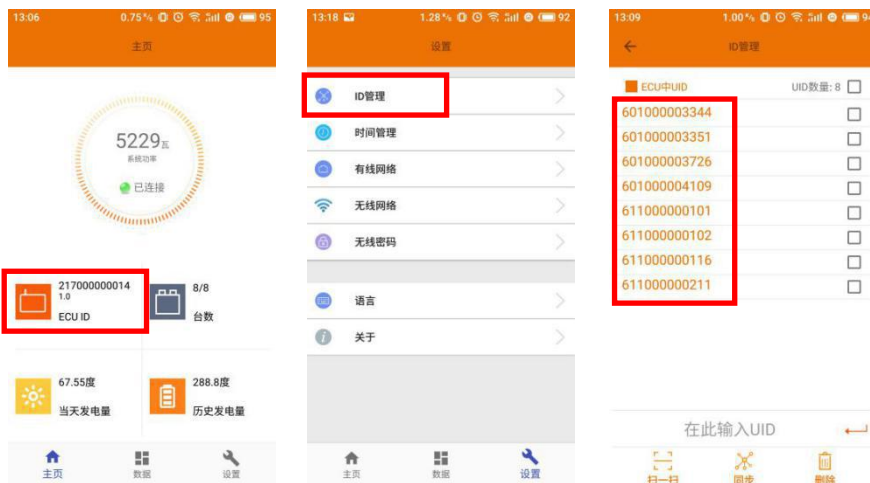 13:06 0.75 % 95
主页
5229瓦
系统功率
已连接
217000000014
1.0
ECU ID
8/8
台数
67.55度
当天发电量
288.8度
历史发电量
主页 数据 设置
13:18 1.28 % 92
设置
ID管理
时间管理
有线网络
无线网络
无线密码
语言
关于
主页 数据 设置
13:09 1.00 % 94
ID管理
ECU中UID UID数量: 8
601000003344
601000003351
601000003726
601000004109
611000000101
611000000102
611000000116
611000000211
在此输入UID
扫一扫 同步 删除